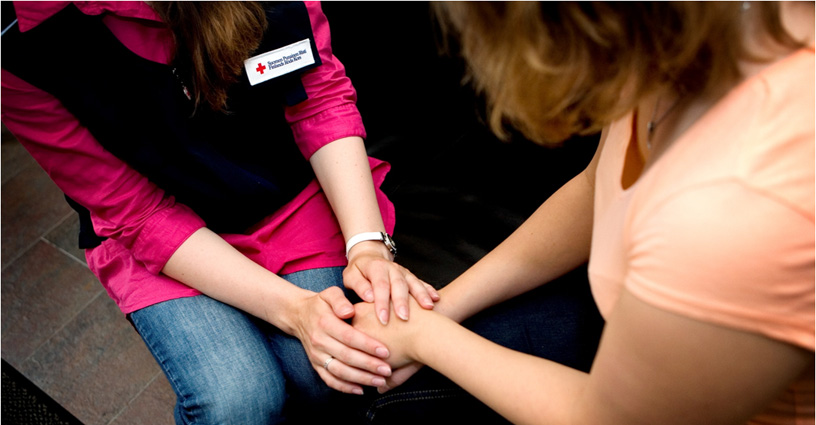 Suomen Punainen Risti
Finlands Röda Kors